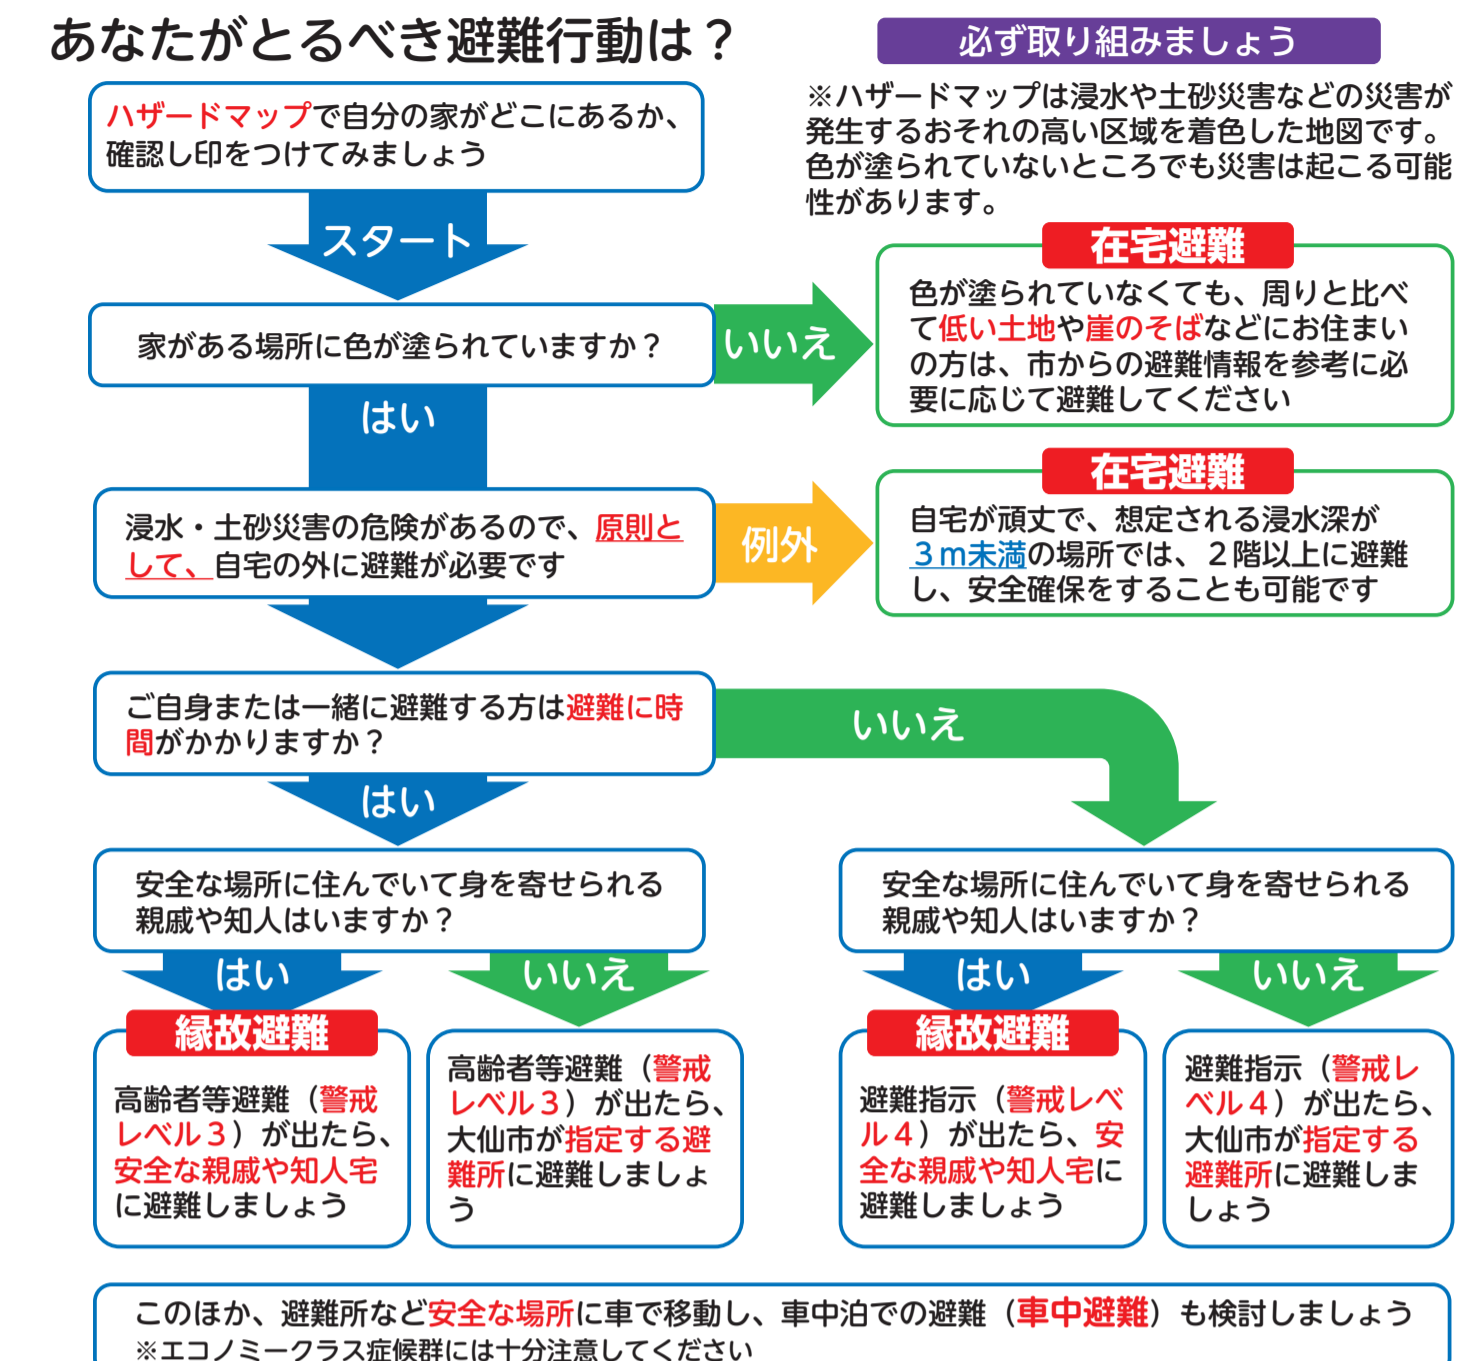 あなたがとるべき避難行動は？
必ず取り組みましょう
ハザードマップで自分の家がどこにあるか、
確認し印をつけてみましょう
※ハザードマップは浸水や土砂災害などの災害が
発生するおそれの高い区域を着色した地図です。
色が塗られていないところでも災害は起こる可能
性があります。
スタート
家がある場所に色が塗られていますか？
いいえ
在宅避難
色が塗られていなくても、周りと比べ
て低い土地や崖のそばなどにお住まい
の方は、市からの避難情報を参考に必
要に応じて避難してください
はい
浸水・土砂災害の危険があるので、原則と
して、自宅の外に避難が必要です
例外
在宅避難
自宅が頑丈で、想定される浸水深が
３ｍ未満の場所では、２階以上に避難
し、安全確保をすることも可能です
ご自身または一緒に避難する方は避難に時
間がかかりますか？
いいえ
はい
安全な場所に住んでいて身を寄せられる
親戚や知人はいますか？
はい
いいえ
縁故避難
高齢者等避難（警戒
レベル３）が出たら、
安全な親戚や知人宅
に避難しましょう
高齢者等避難（警戒
レベル３）が出たら、
大仙市が指定する避
難所に避難しましょ
う
安全な場所に住んでいて身を寄せられる
親戚や知人はいますか？
はい
いいえ
縁故避難
避難指示（警戒レベ
ル４）が出たら、安
全な親戚や知人宅に
避難しましょう
避難指示（警戒レ
ベル４）が出たら、
大仙市が指定する
避難所に避難しま
しょう
このほか、避難所など安全な場所に車で移動し、車中泊での避難（車中避難）も検討しましょう
※エコノミークラス症候群には十分注意してください